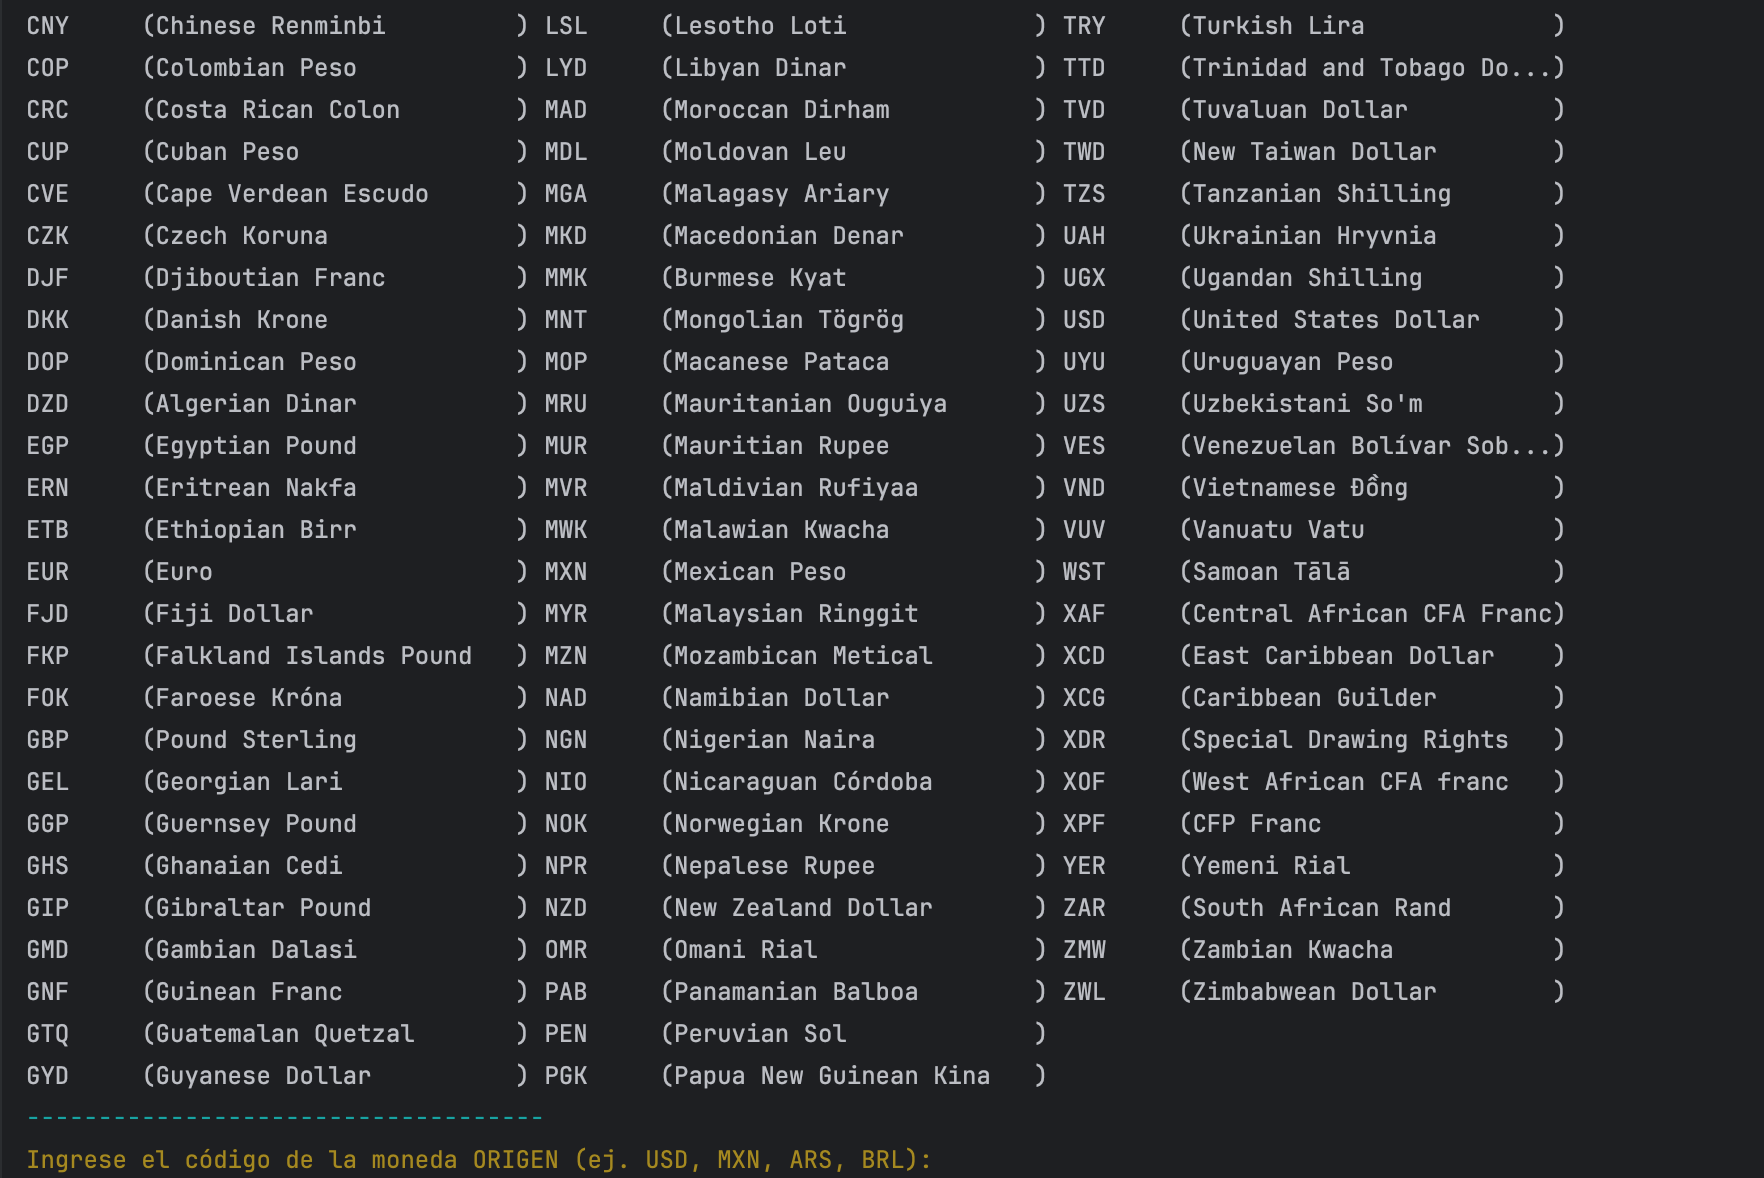 CNY (Chinese Renminbi ) LSL (Lesotho Loti ) TRY (Turkish Lira )
COP (Colombian Peso ) LYD (Libyan Dinar ) TTD (Trinidad and Tobago Do...)
CRC (Costa Rican Colon ) MAD (Moroccan Dirham ) TVD (Tuvaluan Dollar )
CUP (Cuban Peso ) MDL (Moldovan Leu ) TWD (New Taiwan Dollar )
CVE (Cape Verdean Escudo ) MGA (Malagasy Ariary ) TZS (Tanzanian Shilling )
CZK (Czech Koruna ) MKD (Macedonian Denar ) UAH (Ukrainian Hryvnia )
DJF (Djiboutian Franc ) MMK (Burmese Kyat ) UGX (Ugandan Shilling )
DKK (Danish Krone ) MNT (Mongolian Tögrög ) USD (United States Dollar )
DOP (Dominican Peso ) MOP (Macanese Pataca ) UYU (Uruguayan Peso )
DZD (Algerian Dinar ) MRU (Mauritanian Ouguiya ) UZS (Uzbekistani So'm )
EGP (Egyptian Pound ) MUR (Mauritian Rupee ) VES (Venezuelan Bolívar Sob...)
ERN (Eritrean Nakfa ) MVR (Maldivian Rufiyaa ) VND (Vietnamese Đồng )
ETB (Ethiopian Birr ) MWK (Malawian Kwacha ) VUV (Vanuatu Vatu )
EUR (Euro ) MXN (Mexican Peso ) WST (Samoan Tālā )
FJD (Fiji Dollar ) MYR (Malaysian Ringgit ) XAF (Central African CFA Franc)
FKP (Falkland Islands Pound ) MZN (Mozambican Metical ) XCD (East Caribbean Dollar )
FOK (Faroese Króna ) NAD (Namibian Dollar ) XCG (Caribbean Guilder )
GBP (Pound Sterling ) NGN (Nigerian Naira ) XDR (Special Drawing Rights )
GEL (Georgian Lari ) NIO (Nicaraguan Córdoba ) XOF (West African CFA franc )
GGP (Guernsey Pound ) NOK (Norwegian Krone ) XPF (CFP Franc )
GHS (Ghanaian Cedi ) NPR (Nepalese Rupee ) YER (Yemeni Rial )
GIP (Gibraltar Pound ) NZD (New Zealand Dollar ) ZAR (South African Rand )
GMD (Gambian Dalasi ) OMR (Omani Rial ) ZMW (Zambian Kwacha )
GNF (Guinean Franc ) PAB (Panamanian Balboa ) ZWL (Zimbabwean Dollar )
GTQ (Guatemalan Quetzal ) PEN (Peruvian Sol )
GYD (Guyanese Dollar ) PGK (Papua New Guinean Kina )
------------------------------------
Ingrese el código de la moneda ORIGEN (ej. USD, MXN, ARS, BRL):